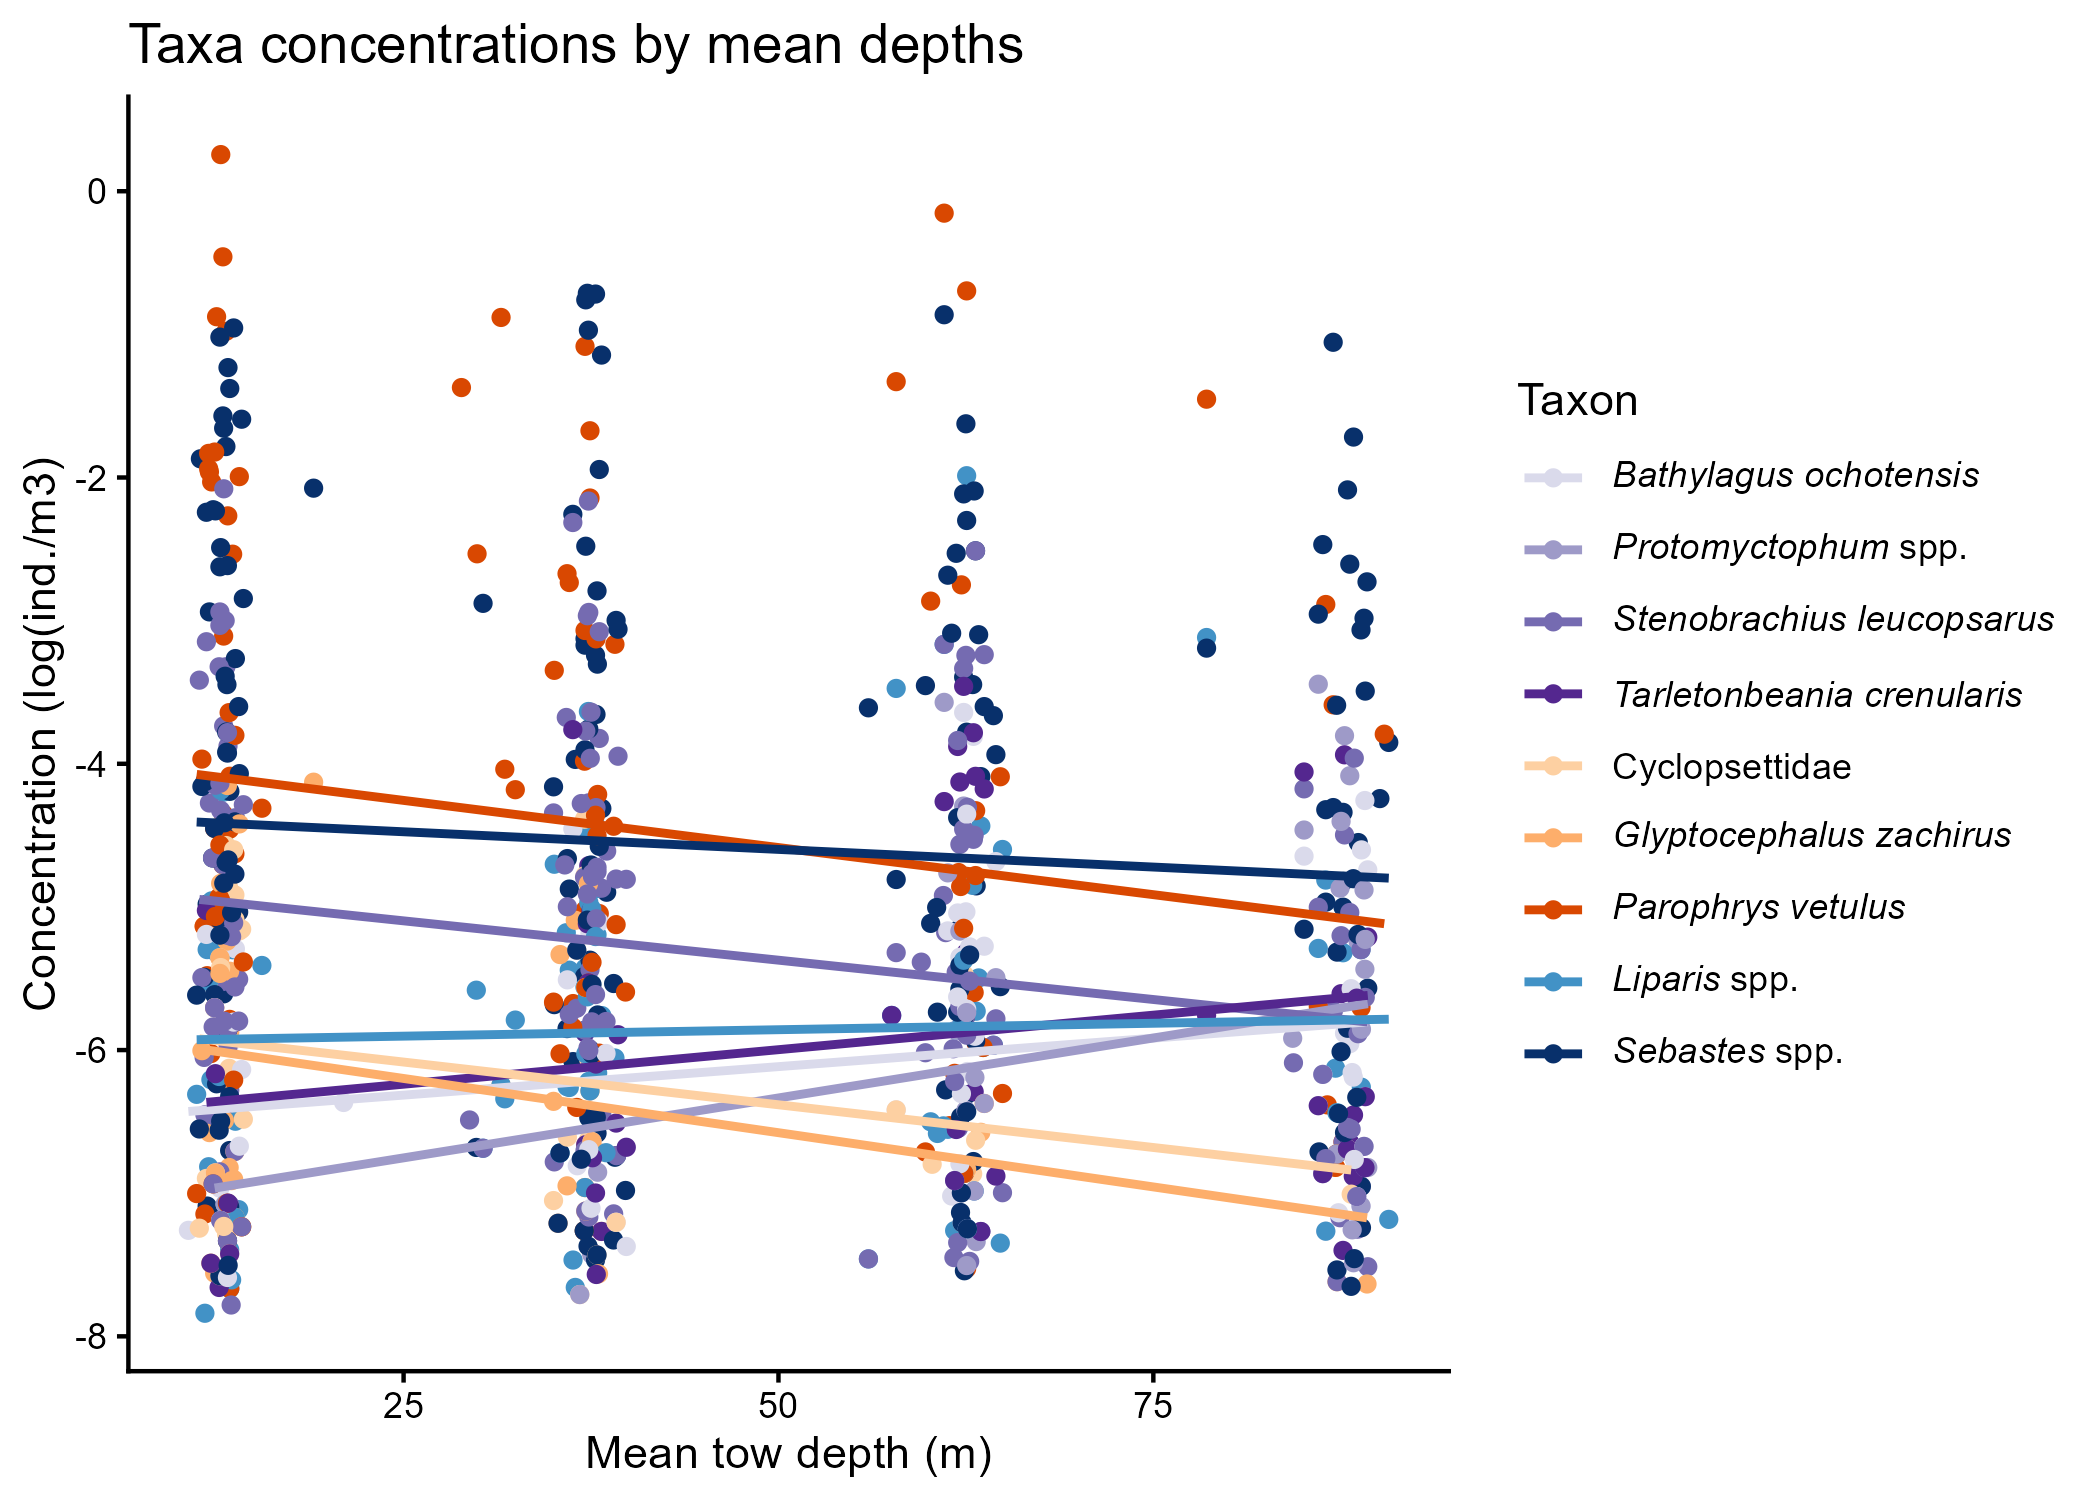 Taxa concentrations by mean depths
Concentration (log(ind./m3)
0
-2
-4
-6
-8
25
50
75
Mean tow depth (m)
Taxon
Bathylagus ochotensis
Protomyctophum spp.
Stenobrachius leucopsarus
Tarletonbeania crenularis
Cyclopsettidae
Glyptocephalus zachirus
Parophrys vetulus
Liparis spp.
Sebastes spp.